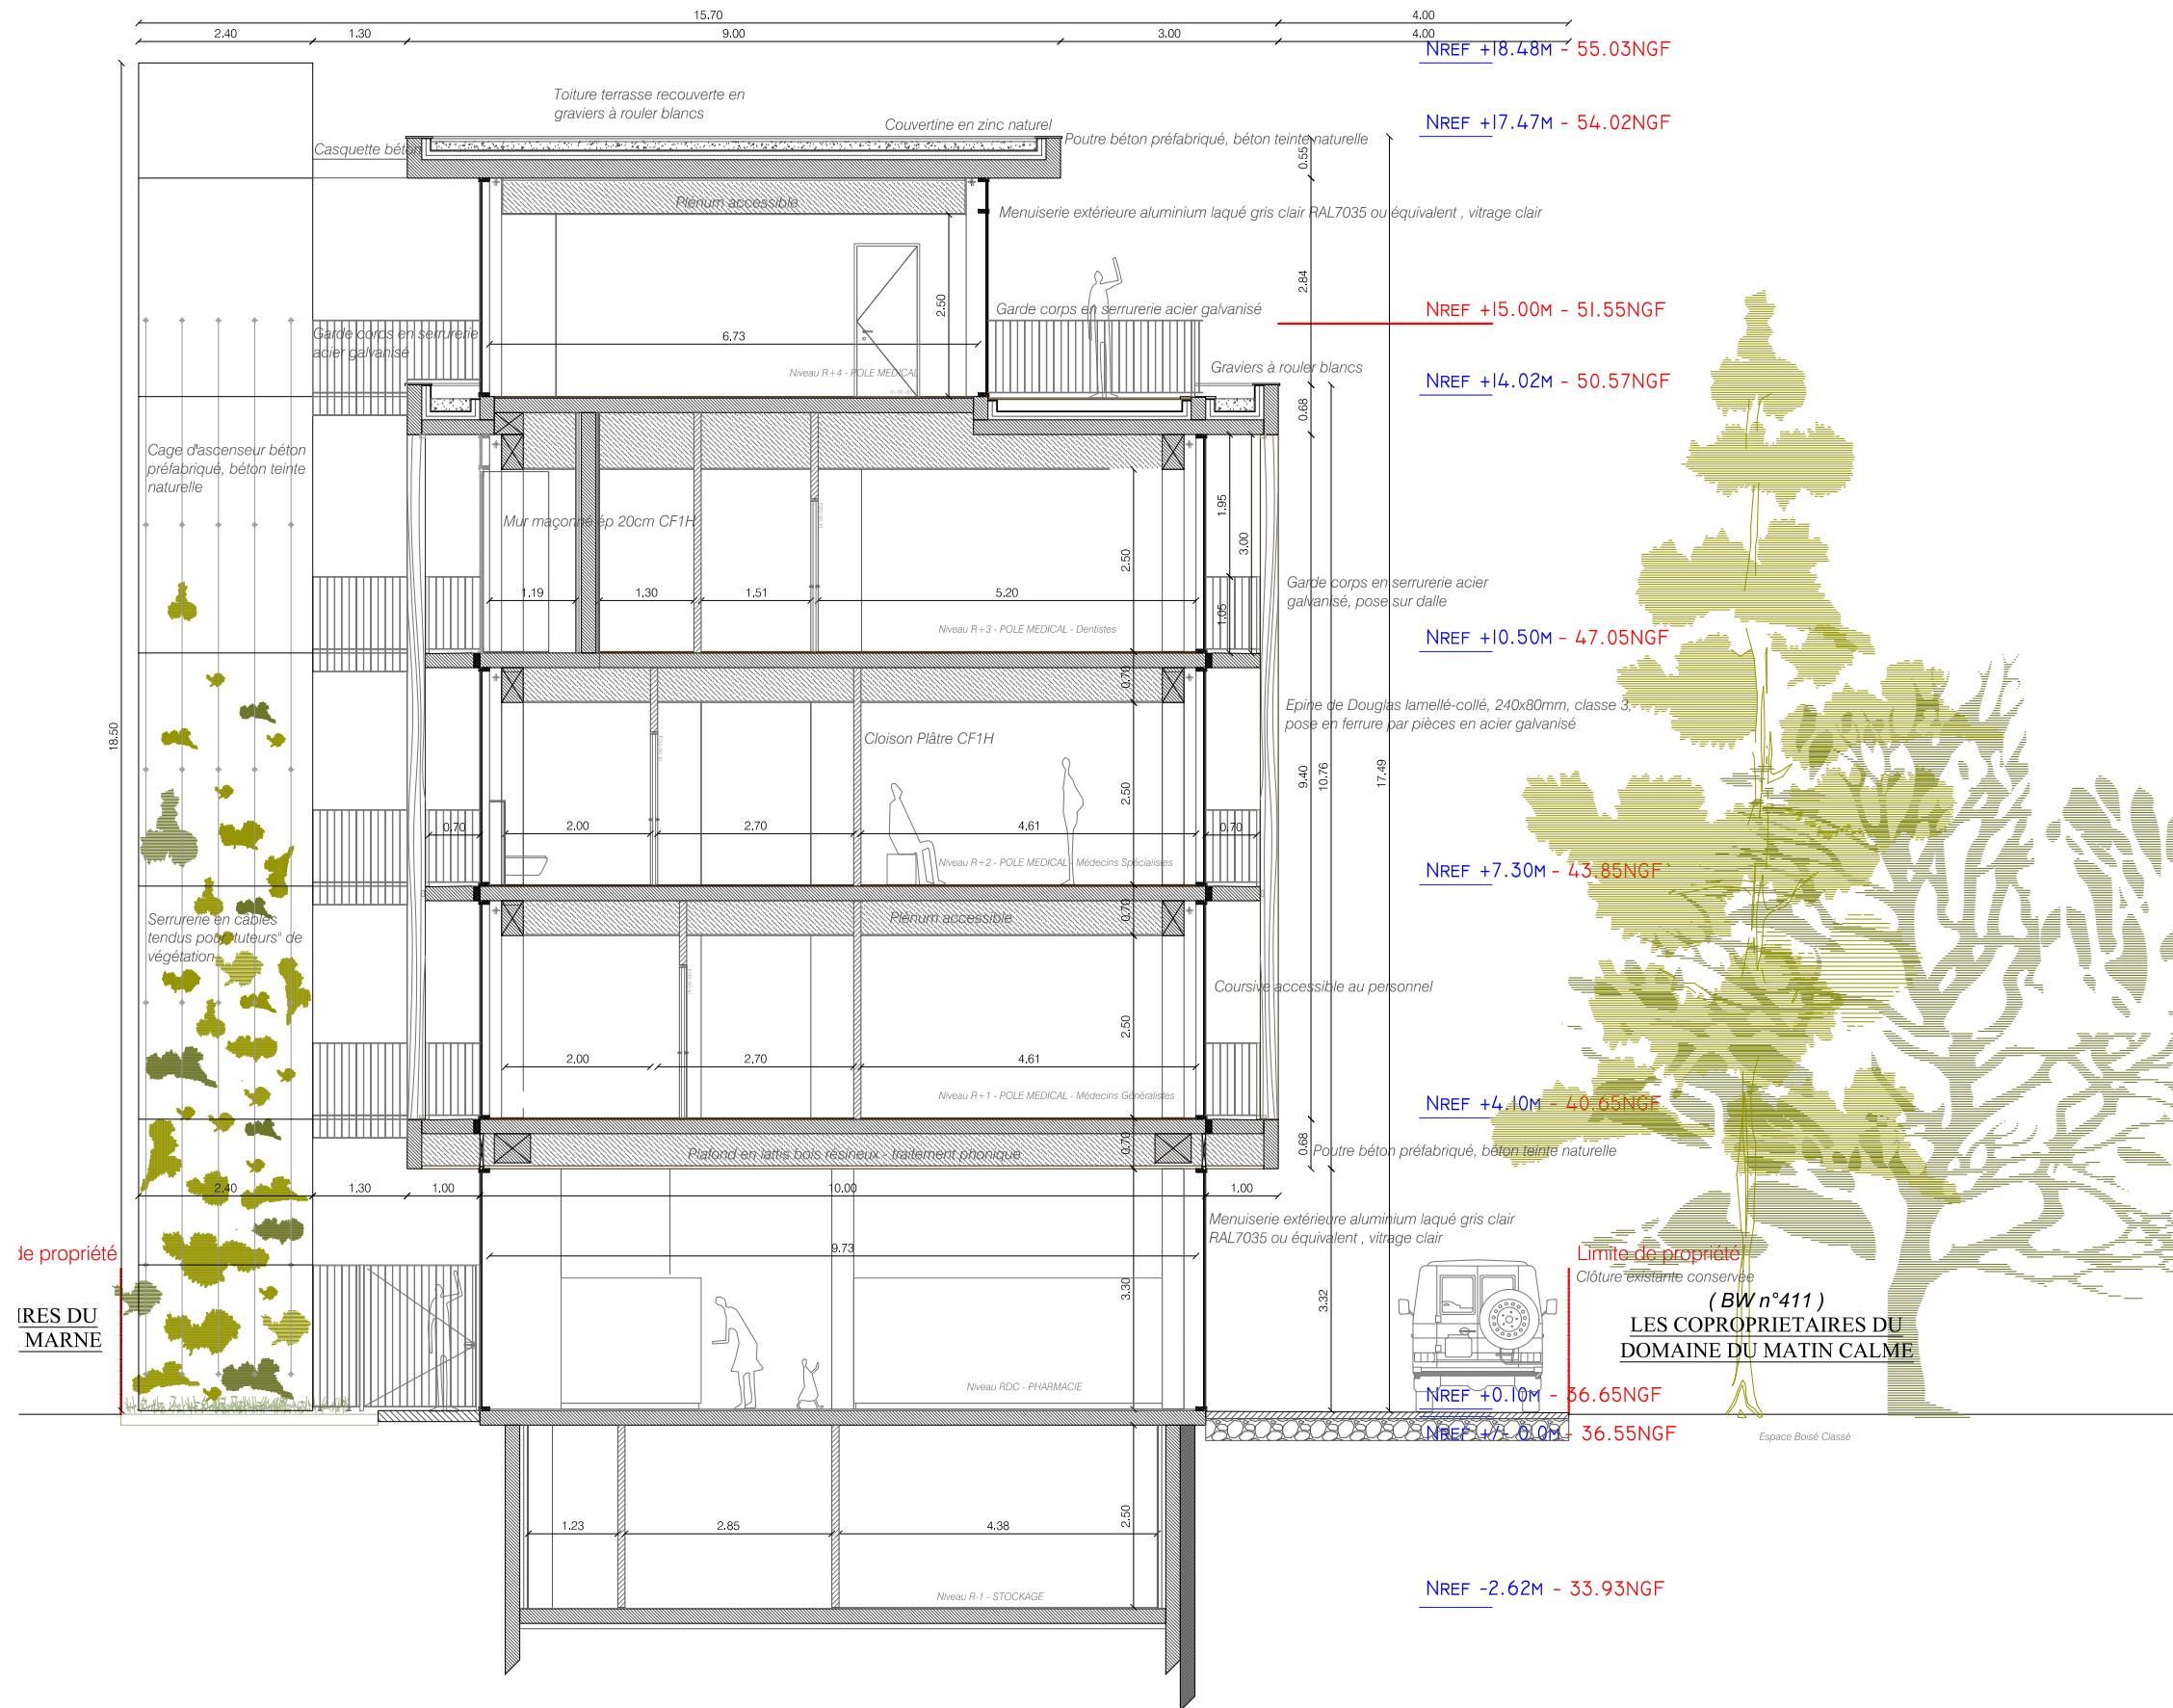 15.70
4.00
2.40
1.30
9.00
3.00
4.00
NREF +18.48M - 55.03NGF
Toiture terrasse recouverte en
graviers à rouler blancs
Couvertine en zinc naturel
NREF +17.47M - 54.02NGF
Casquette béton
Poutre béton préfabriqué, béton teinte naturelle
0.55
Plénum accessible
Menuiserie extérieure aluminium laqué gris clair RAL7035 ou équivalent , vitrage clair
2.84
2.50
Garde corps en serrurerie acier galvanisé
NREF +15.00M - 51.55NGF
Garde corps en serrurerie
acier galvanisé
6.73
Niveau R+4 - POLE MEDICAL
Graviers à rouler blancs
NREF +14.02M - 50.57NGF
0.68
Cage d'ascenseur béton
préfabriqué, béton teinte
naturelle
Mur maçonné ép 20cm CF1H
1.95
3.00
2.50
1.19
1.30
1.51
5.20
1.05
Garde corps en serrurerie acier
galvanisé, pose sur dalle
Niveau R+3 - POLE MEDICAL - Dentistes
NREF +10.50M - 47.05NGF
0.70
Epine de Douglas lamellé-collé, 240x80mm, classe 3,
pose en ferrure par pièces en acier galvanisé
18.50
Cloison Plâtre CF1H
9.40
10.76
17.49
2.50
0.70
2.00
2.70
4.61
0.70
Niveau R+2 - POLE MEDICAL - Médecins Spécialistes
NREF +7.30M - 43.85NGF
0.70
Serrurerie en câbles
tendus pour "tuteurs" de
végétation
Plénum accessible
Coursive accessible au personnel
2.50
2.00
2.70
4.61
Niveau R+1 - POLE MEDICAL - Médecins Généralistes
NREF +4.10M - 40.65NGF
0.70
0.68
Plafond en lattis bois résineux - traitement phonique
Poutre béton préfabriqué, béton teinte naturelle
2.40
1.30
1.00
10.00
1.00
Menuiserie extérieure aluminium laqué gris clair
RAL7035 ou équivalent , vitrage clair
de propriété
9.73
Limite de propriété
Clôture existante conservée
3.30
3.32
( BW n°411 )
IRES DU
MARNE
LES COPROPRIETAIRES DU
DOMAINE DU MATIN CALME
Niveau RDC - PHARMACIE
NREF +0.10M - 36.65NGF
NREF +/- 0.0M - 36.55NGF
Espace Boisé Classé
2.50
1.23
2.85
4.38
Niveau R-1 - STOCKAGE
NREF -2.62M - 33.93NGF